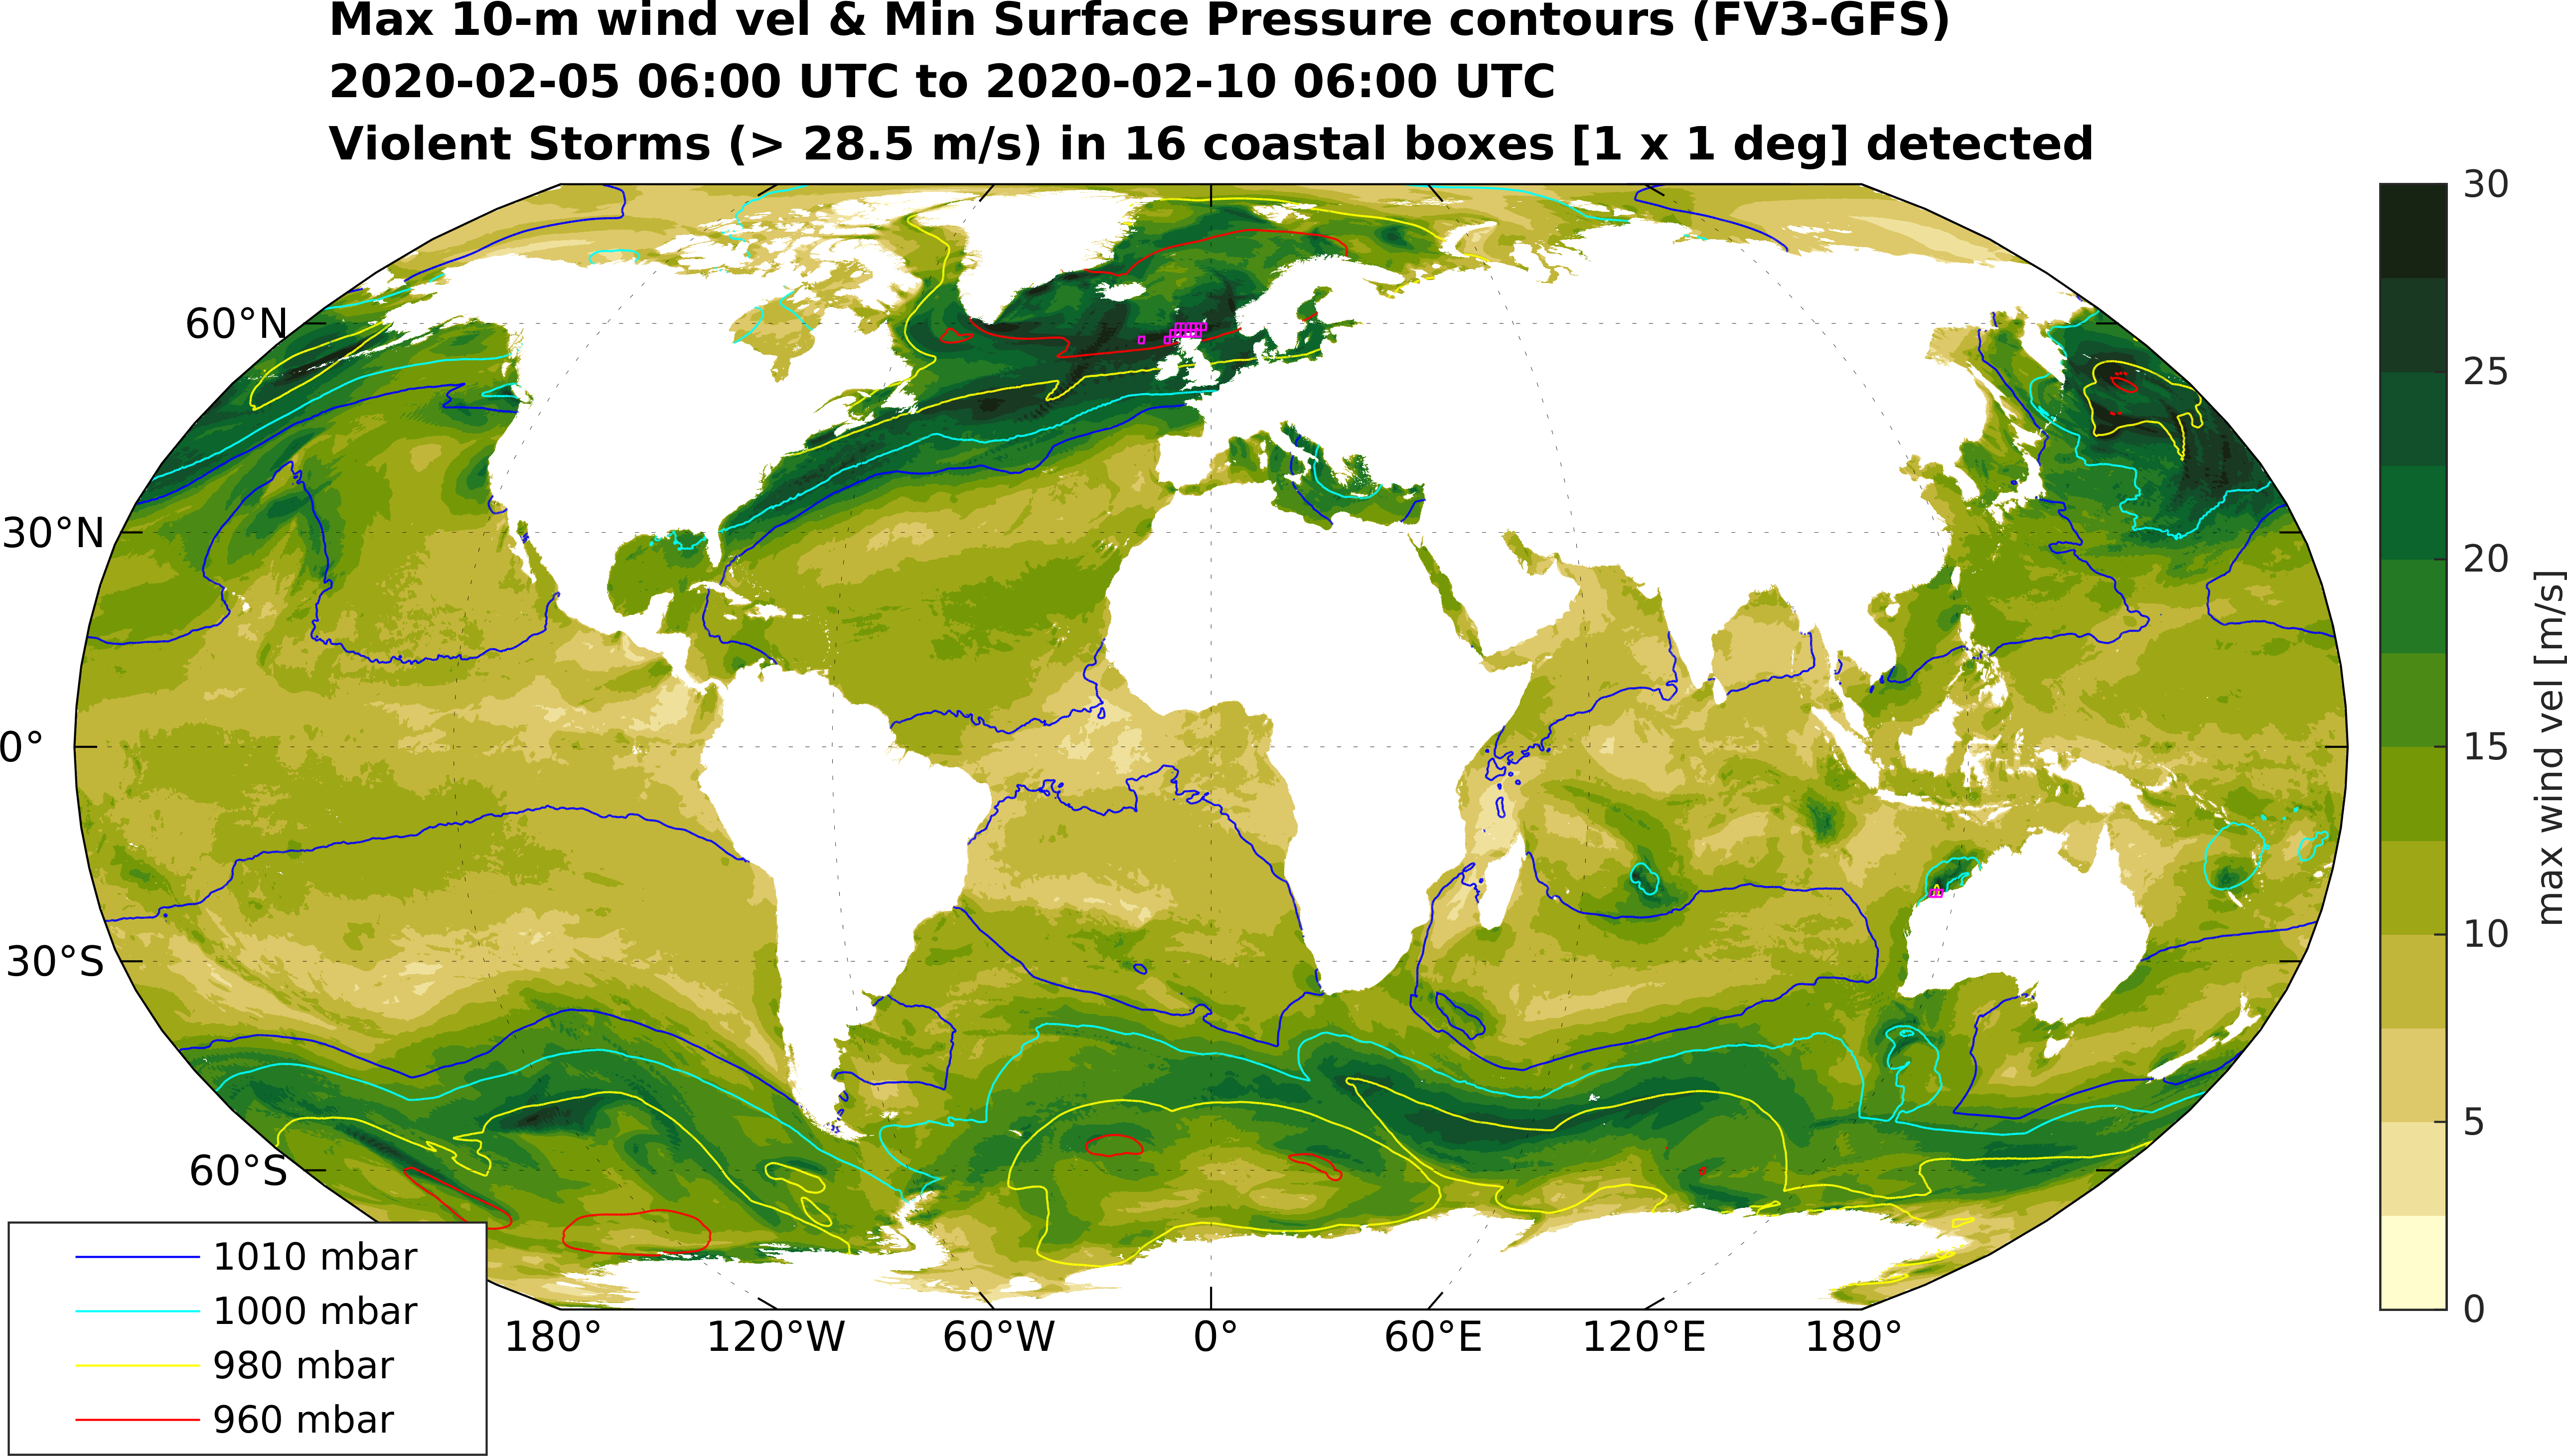 Max 10-m wind vel & Min Surface Pressure contours (FV3-GFS)
2020-02-05 06:00 UTC to 2020-02-10 06:00 UTC
Violent Storms (> 28.5 m/s) in 16 coastal boxes [1 x 1 deg] detected
60°N
30°N
0°
30°S
60°S
180°
120°W
60°W
0°
60°E
120°E
180°
1010 mbar
1000 mbar
980 mbar
960 mbar
30
25
20
15
10
5
0
max wind vel [m/s]